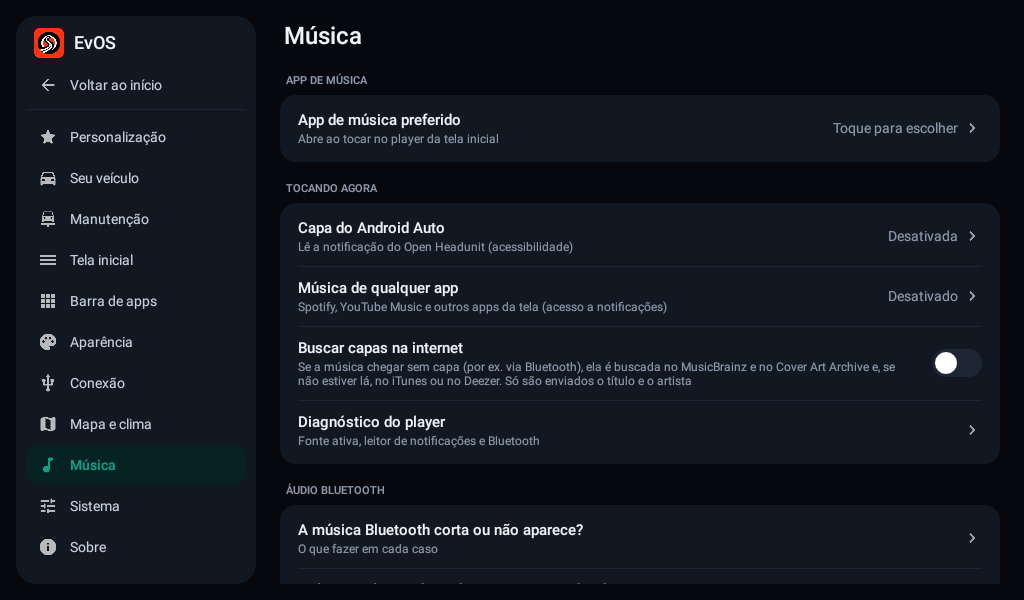 EvOS
Voltar ao início
Personalização
Seu veículo
Manutenção
Tela inicial
Barra de apps
Aparência
Conexão
Mapa e clima
Música
Sistema
Sobre
Música
APP DE MÚSICA
App de música preferido
Abre ao tocar no player da tela inicial
Toque para escolher
TOCANDO AGORA
Capa do Android Auto
Lê a notificação do Open Headunit (acessibilidade)
Desativada
Música de qualquer app
Spotify, YouTube Music e outros apps da tela (acesso a notificações)
Desativado
Buscar capas na internet
Se a música chegar sem capa (por ex. via Bluetooth), ela é buscada no MusicBrainz e no Cover Art Archive e, se
não estiver lá, no iTunes ou no Deezer. Só são enviados o título e o artista
Diagnóstico do player
Fonte ativa, leitor de notificações e Bluetooth
ÁUDIO BLUETOOTH
A música Bluetooth corta ou não aparece?
O que fazer em cada caso